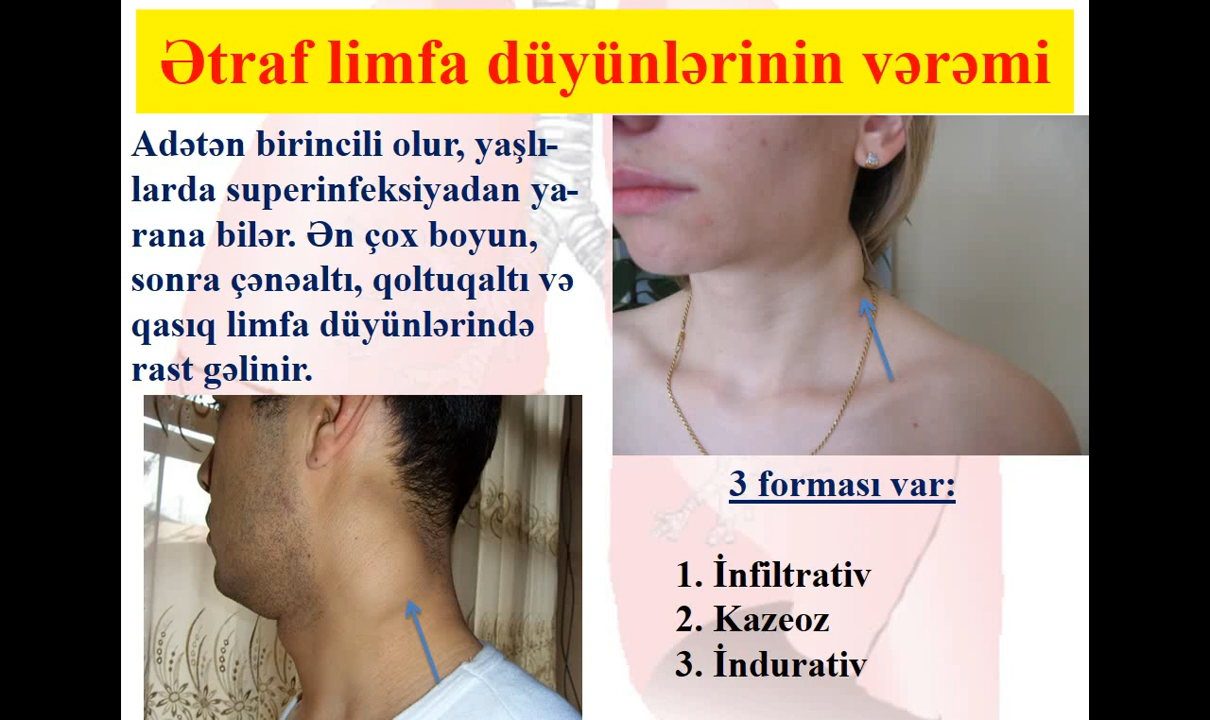 Ətraf limfa düyünlərinin vərəmi
Adətən birincili olur, yaşlı-
larda superinfeksiyadan ya-
rana bilər. Ən çox boyun,
sonra çənəaltı, qoltuqaltı və
qasıq limfa düyünlərində
rast gəlinir.
3 forması var:
1. İnfiltrativ
2. Kazeoz
3. İndurativ